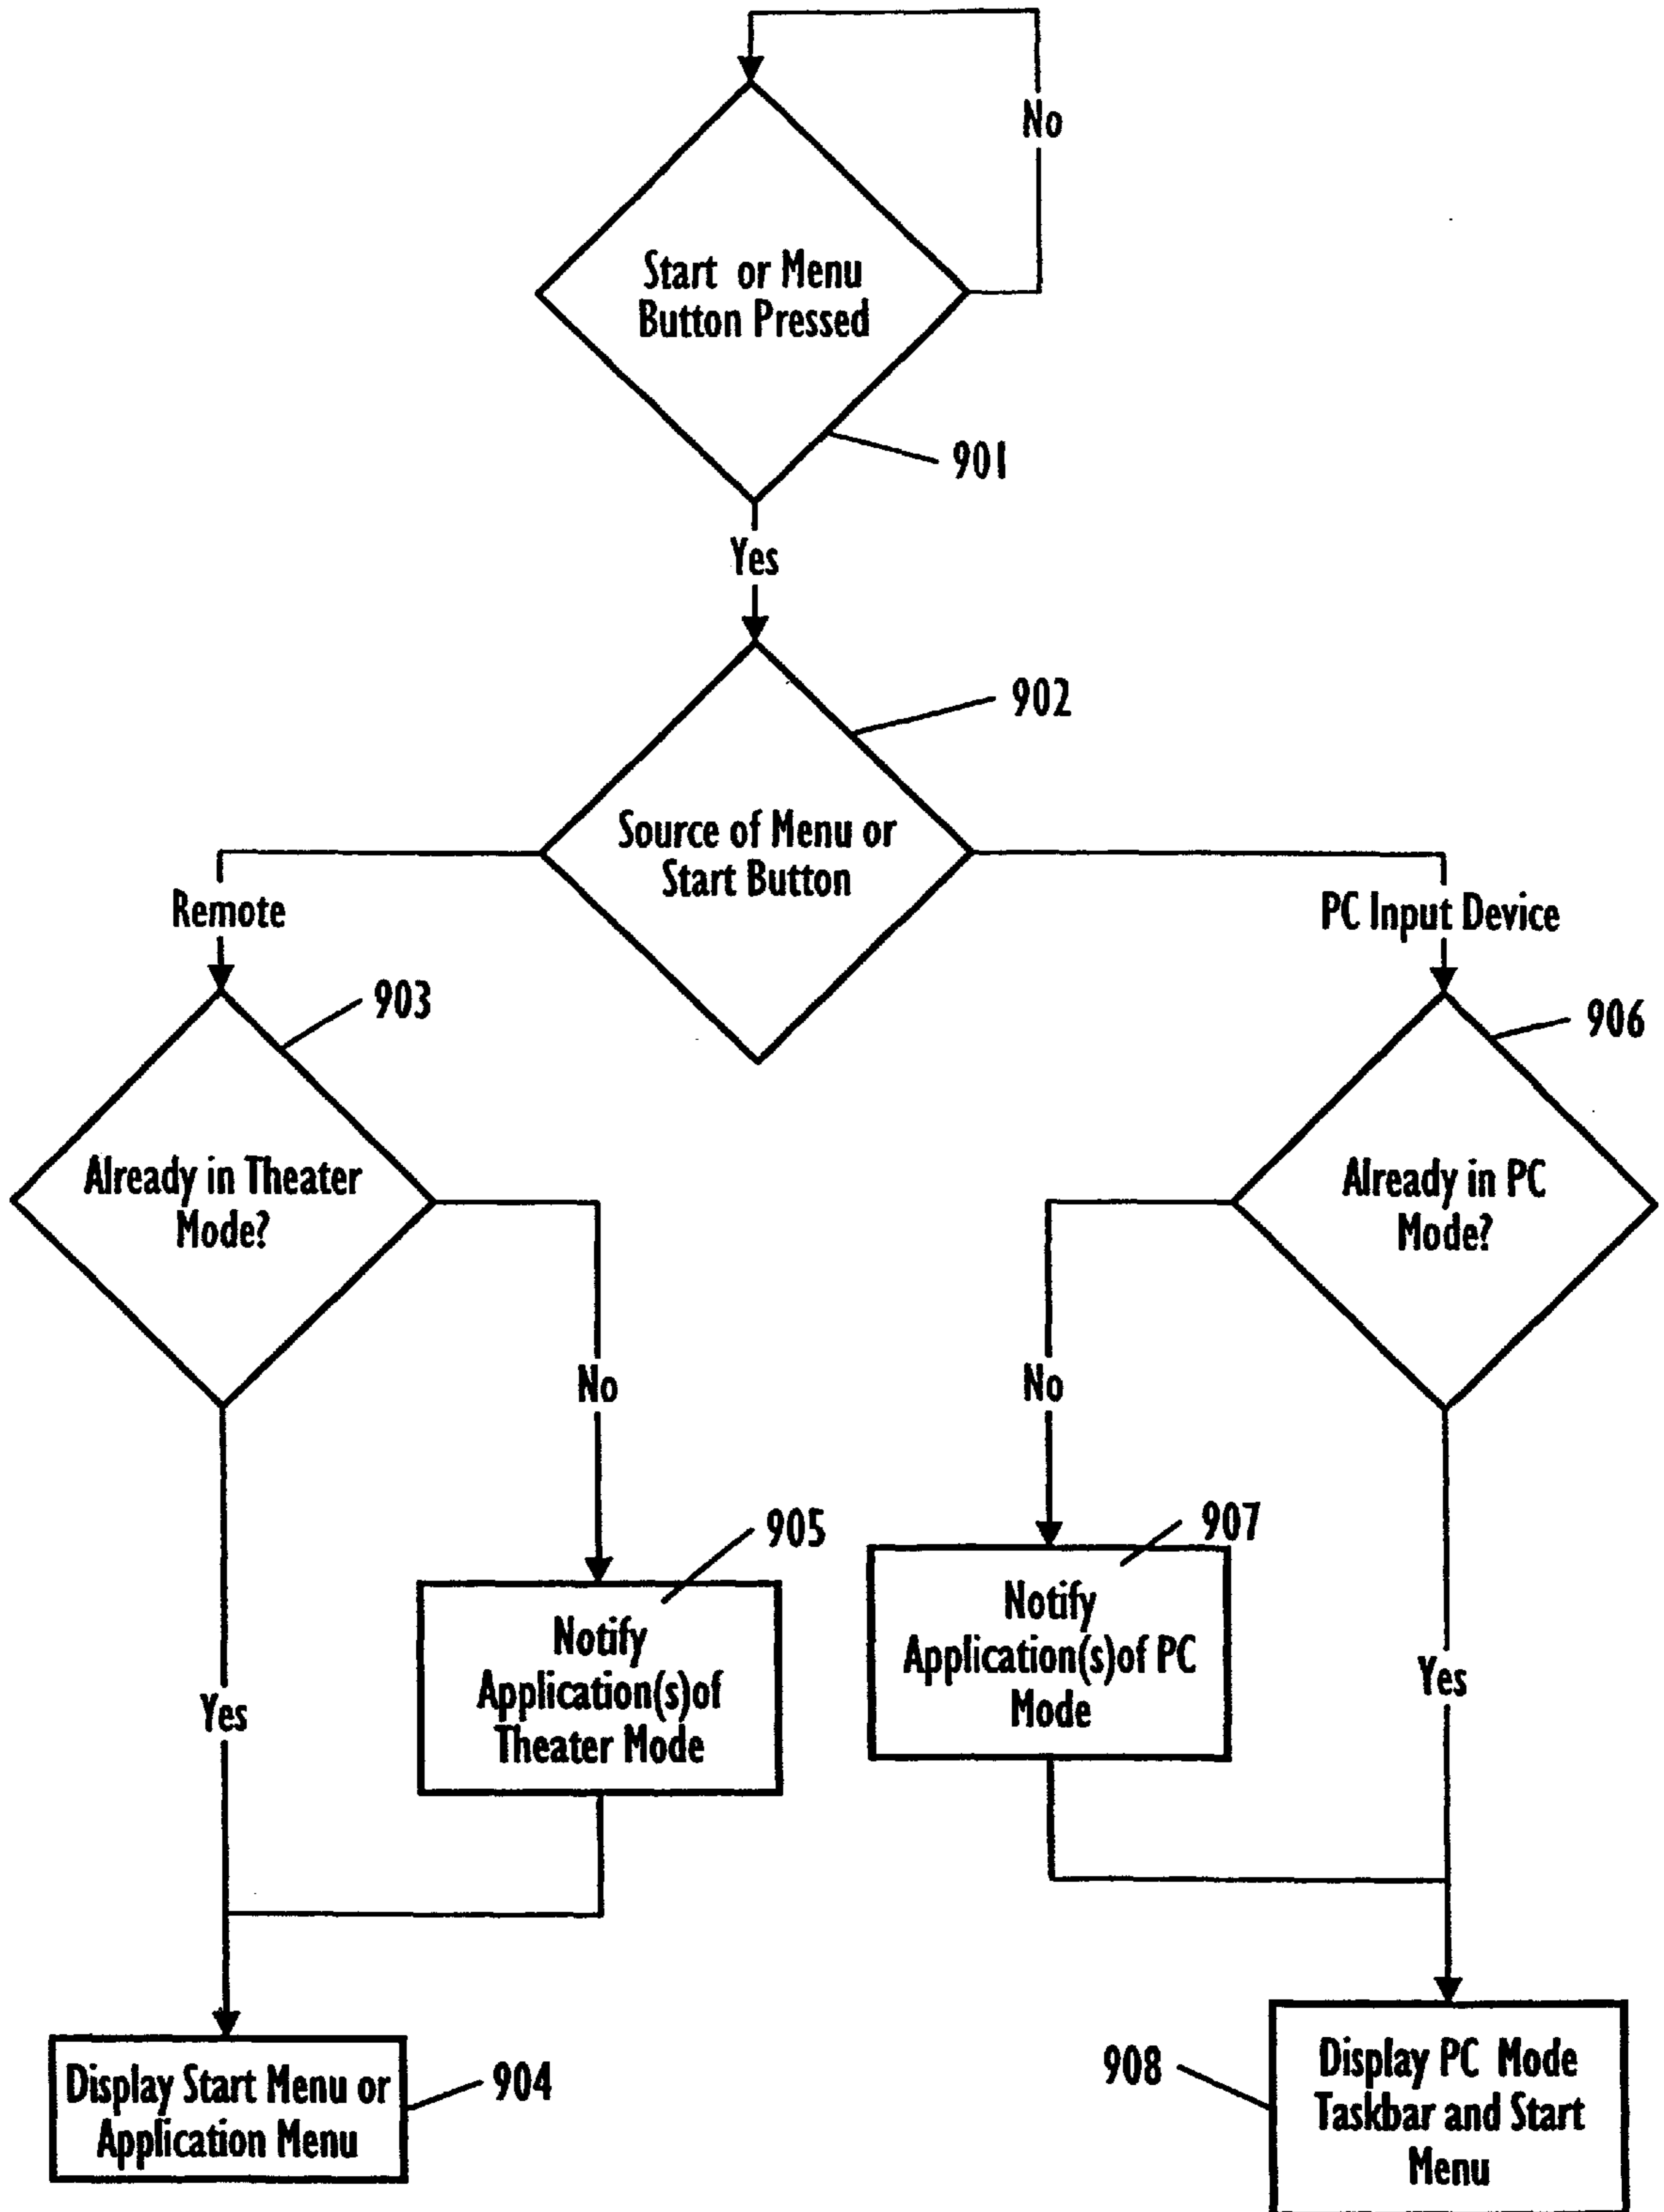 No
Start or Menu
Button Pressed
901
Yes
902
Source of Menu or
Start Button
Remote
PC Input Device
903
906
Already in Theater
Mode?
Already in PC
Mode?
No
No
905
907
Notify
Application(s)of
Theater Mode
Notify
Application(s)of PC
Mode
Yes
Yes
Display Start Menu or
Application Menu
904
908
Display PC Mode
Taskbar and Start
Menu